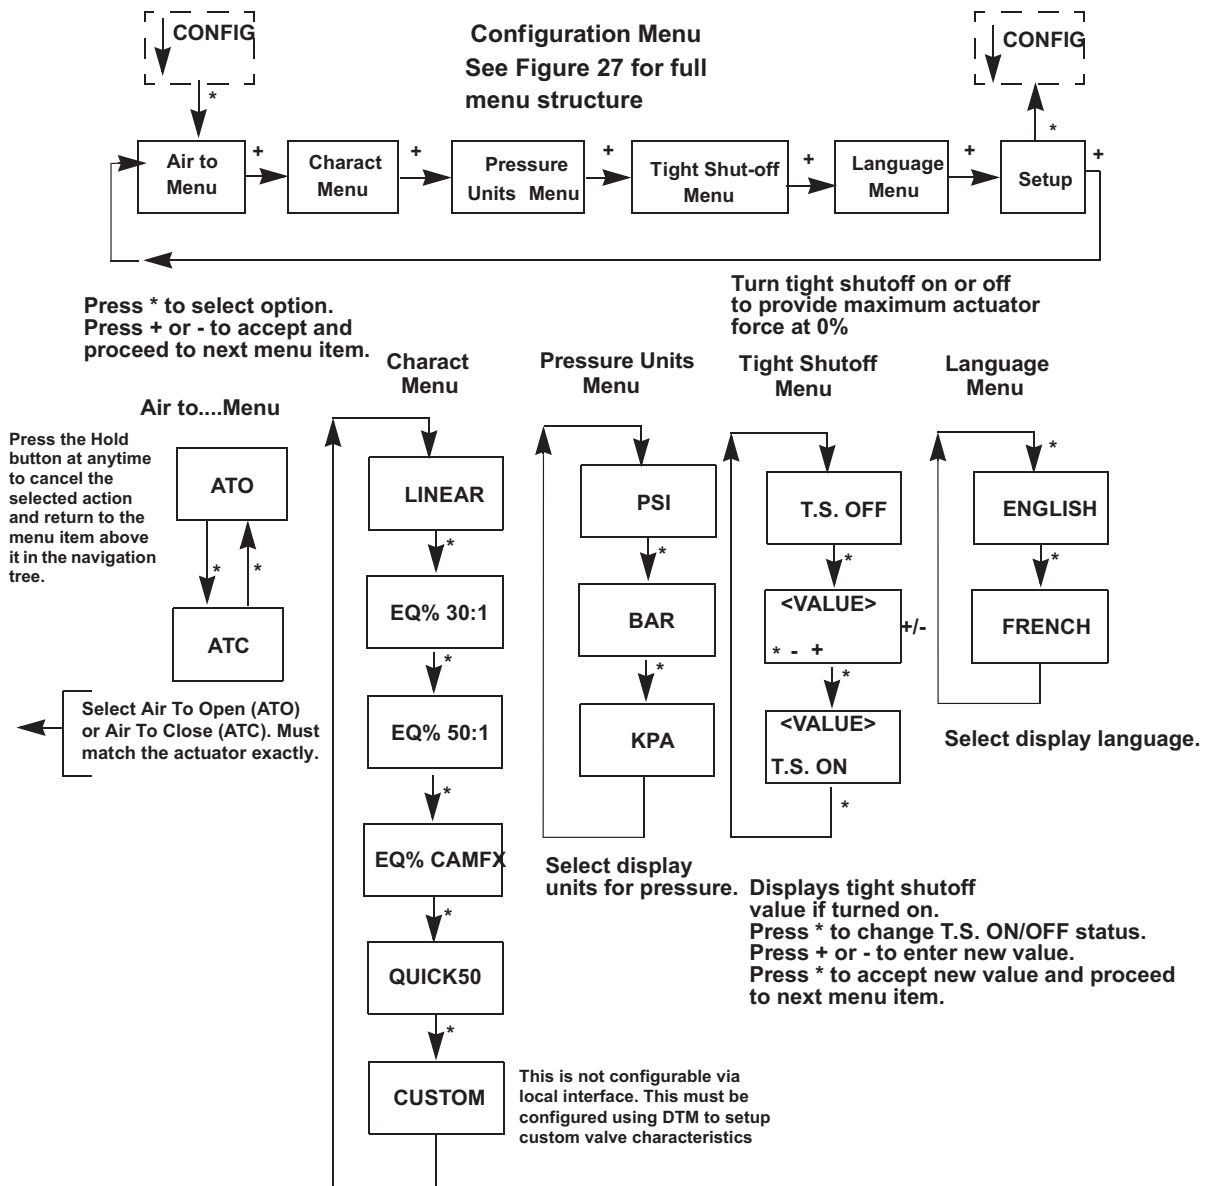 CONFIG
Configuration Menu
See Figure 27 for full
menu structure
CONFIG
*
*
Air to
Menu
+
Charact
Menu
+
Pressure
Units Menu
+
Tight Shut-off
Menu
+
Language
Menu
+
Setup
+
Press * to select option.
Press + or - to accept and
proceed to next menu item.
Turn tight shutoff on or off
to provide maximum actuator
force at 0%
Air to....Menu
Press the Hold
button at anytime
to cancel the
selected action
and return to the
menu item above
it in the navigation
tree.
ATO
*
*
ATC
Select Air To Open (ATO)
or Air To Close (ATC). Must
match the actuator exactly.
Charact
Menu
LINEAR
*
EQ% 30:1
*
EQ% 50:1
*
EQ% CAMFX
*
QUICK50
*
CUSTOM
This is not configurable via
local interface. This must be
configured using DTM to setup
custom valve characteristics
Pressure Units
Menu
PSI
*
BAR
*
KPA
Select display
units for pressure.
Tight Shutoff
Menu
T.S. OFF
*
<VALUE>
* - +
+/-
*
<VALUE>
T.S. ON
*
Displays tight shutoff
value if turned on.
Press * to change T.S. ON/OFF status.
Press + or - to enter new value.
Press * to accept new value and proceed
to next menu item.
Language
Menu
*
ENGLISH
*
FRENCH
Select display language.